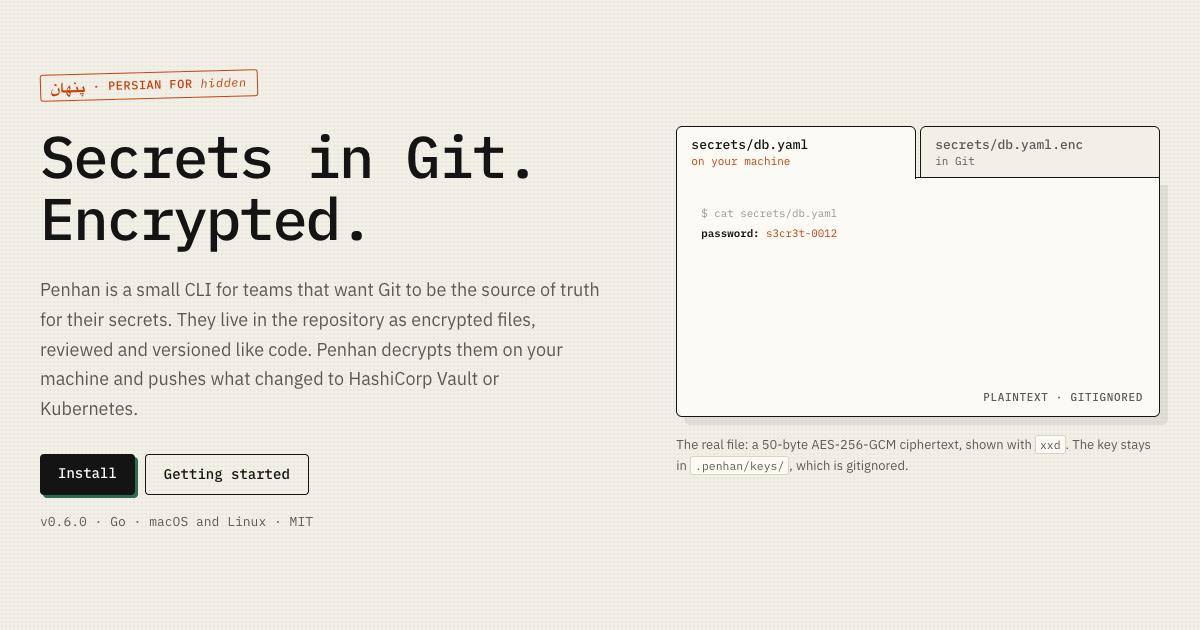 پنهان · PERSIAN FOR hidden
Secrets in Git.
Encrypted.
Penhan is a small CLI for teams that want Git to be the source of truth
for their secrets. They live in the repository as encrypted files,
reviewed and versioned like code. Penhan decrypts them on your
machine and pushes what changed to HashiCorp Vault or
Kubernetes.
Install
Getting started
v0.6.0 · Go · macOS and Linux · MIT
secrets/db.yaml
on your machine
secrets/db.yaml.enc
in Git
$ cat secrets/db.yaml
password: s3cr3t-0012
PLAINTEXT · GITIGNORED
The real file: a 50-byte AES-256-GCM ciphertext, shown with xxd. The key stays
in .penhan/keys/, which is gitignored.